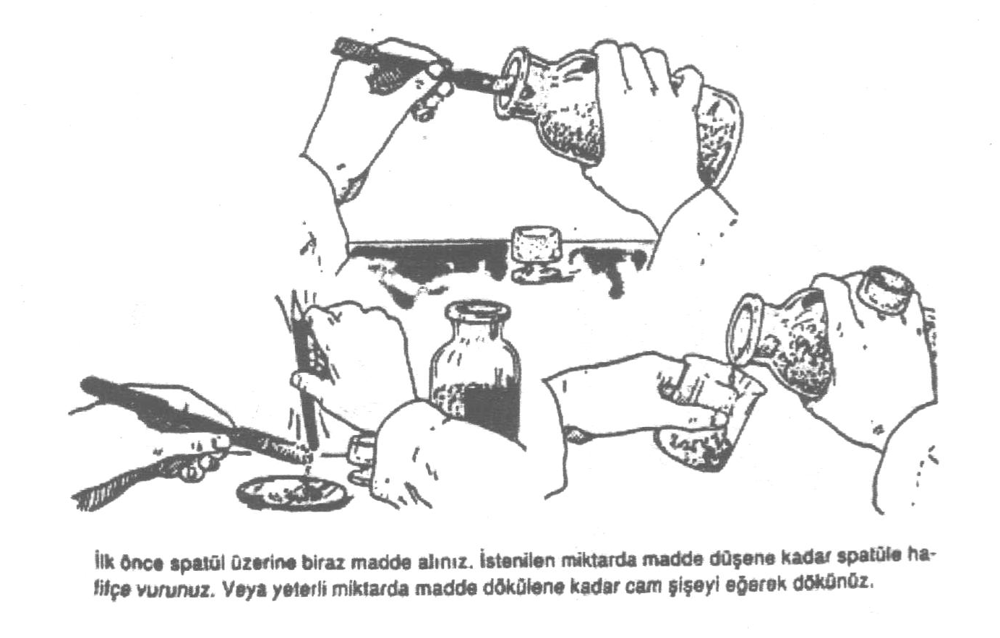 İlk önce spatül üzerine biraz madde alınız. İstenilen miktarda madde düşene kadar spatüle ha-
fifçe vurunuz. Veya yeterli miktarda madde dökülene kadar cam şişeyi eğerek dökünüz.